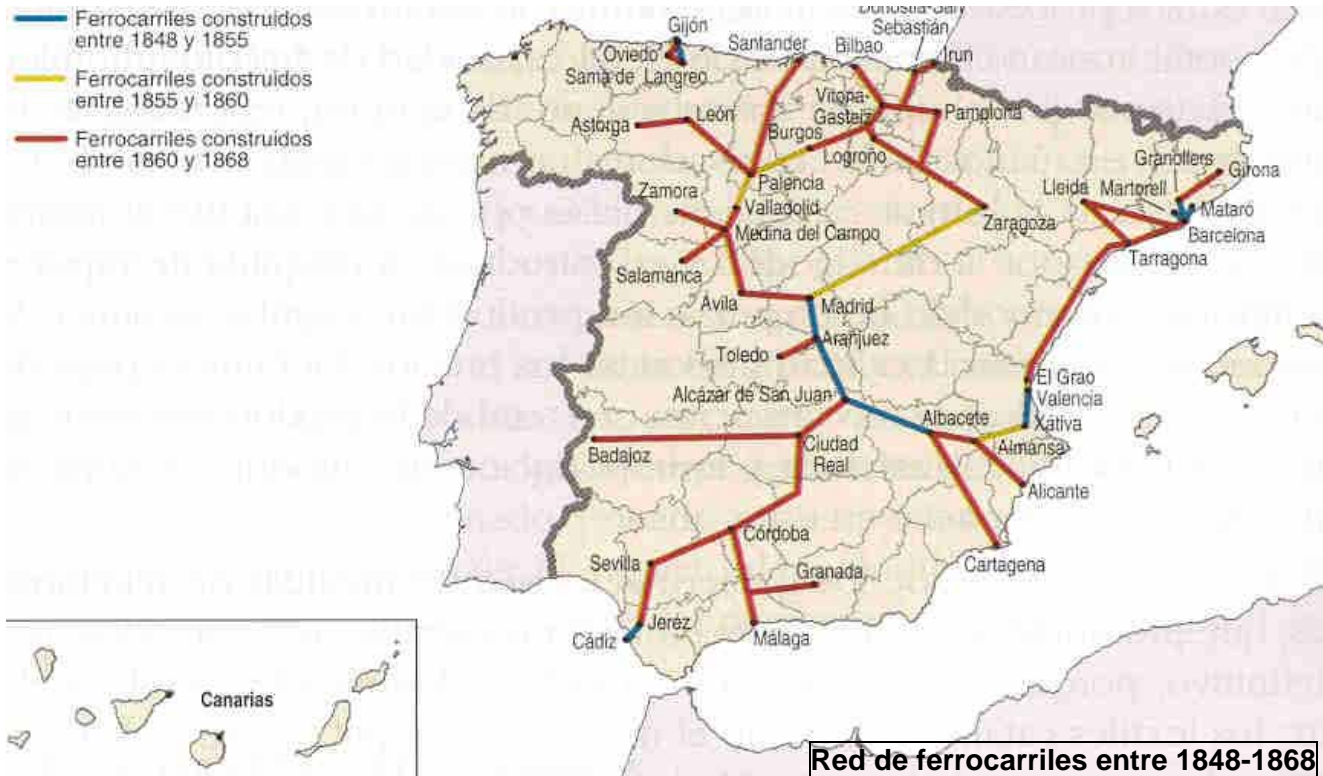 Ferrocarriles construidos
entre 1848 y 1855
Ferrocarriles construidos
entre 1855 y 1860
Ferrocarriles construidos
entre 1860 y 1868
Gijón
Oviedo
Sama de Langreo
Santander
Bilbao
Donostia-San
Sebastián
Irun
Vitoria-
Gasteiz
Pamplona
León
Astorga
Burgos
Logroño
Palencia
Zamora
Valladolid
Medina del Campo
Salamanca
Zaragoza
Lleida
Martorell
Granollers
Girona
Mataró
Barcelona
Tarragona
Ávila
Madrid
Aranjuez
Toledo
Alcázar de San Juan
El Grao
Valencia
Xátiva
Albacete
Almansa
Alicante
Badajoz
Ciudad
Real
Córdoba
Sevilla
Granada
Cartagena
Jeréz
Cádiz
Málaga
Canarias
Red de ferrocarriles entre 1848-1868